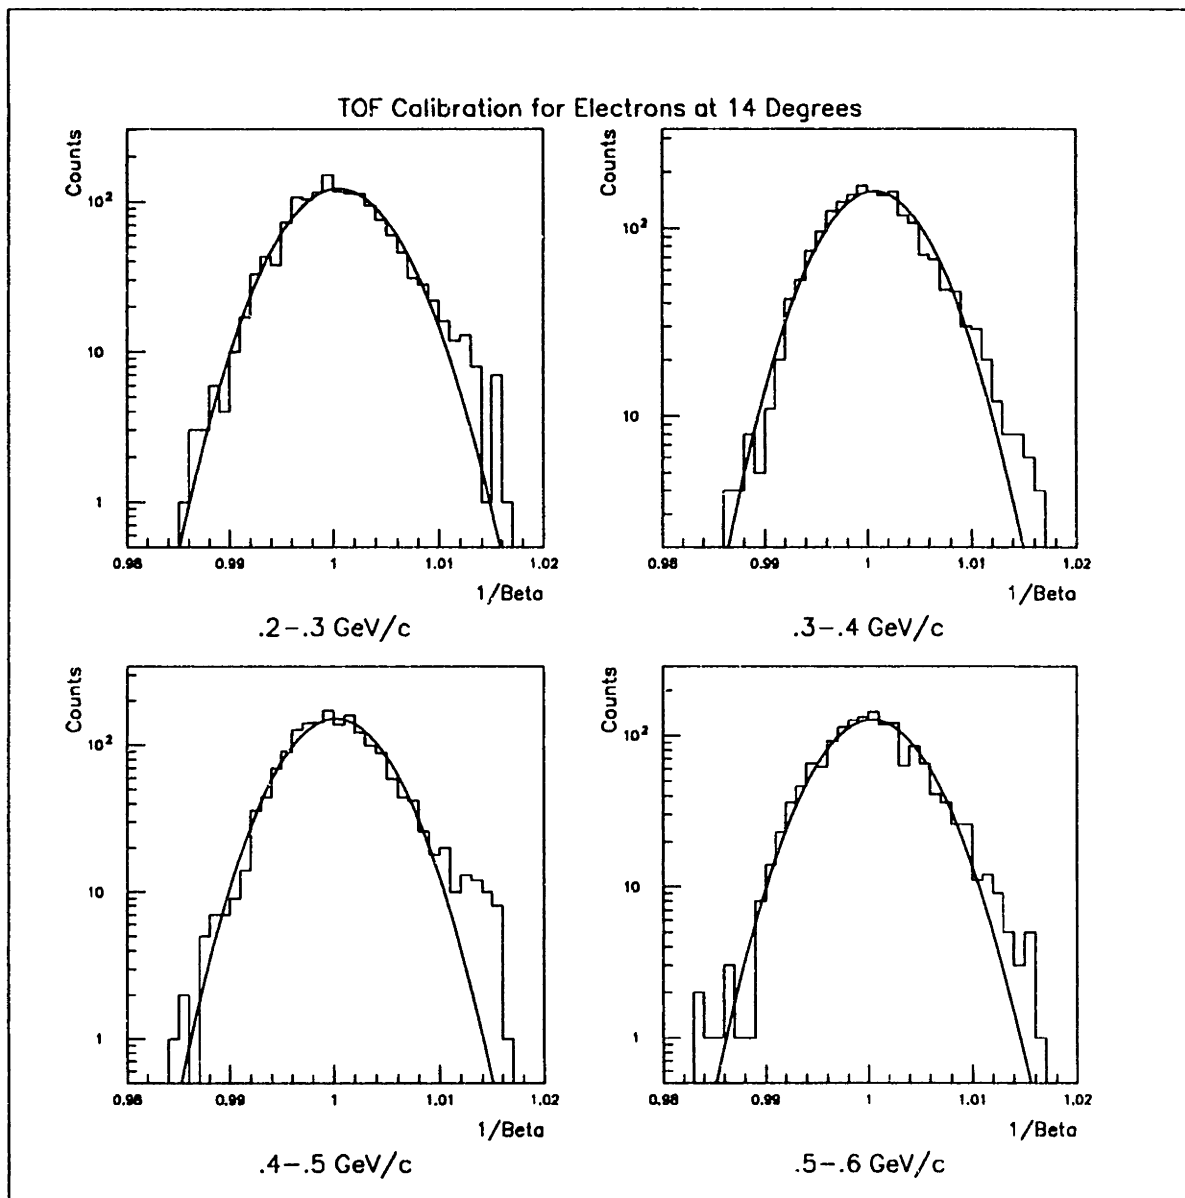 TOF Calibration for Electrons at 14 Degrees
Counts
10²
10
1
0.98
0.99
1
1.01
1.02
1/Beta
.2-.3 GeV/c
Counts
10²
10
0.98
0.99
1
1.01
1.02
1/Beta
.3-.4 GeV/c
Counts
10²
10
1
0.98
0.99
1
1.01
1.02
1/Beta
.4-.5 GeV/c
Counts
10²
10
1
0.98
0.99
1
1.01
1.02
1/Beta
.5-.6 GeV/c